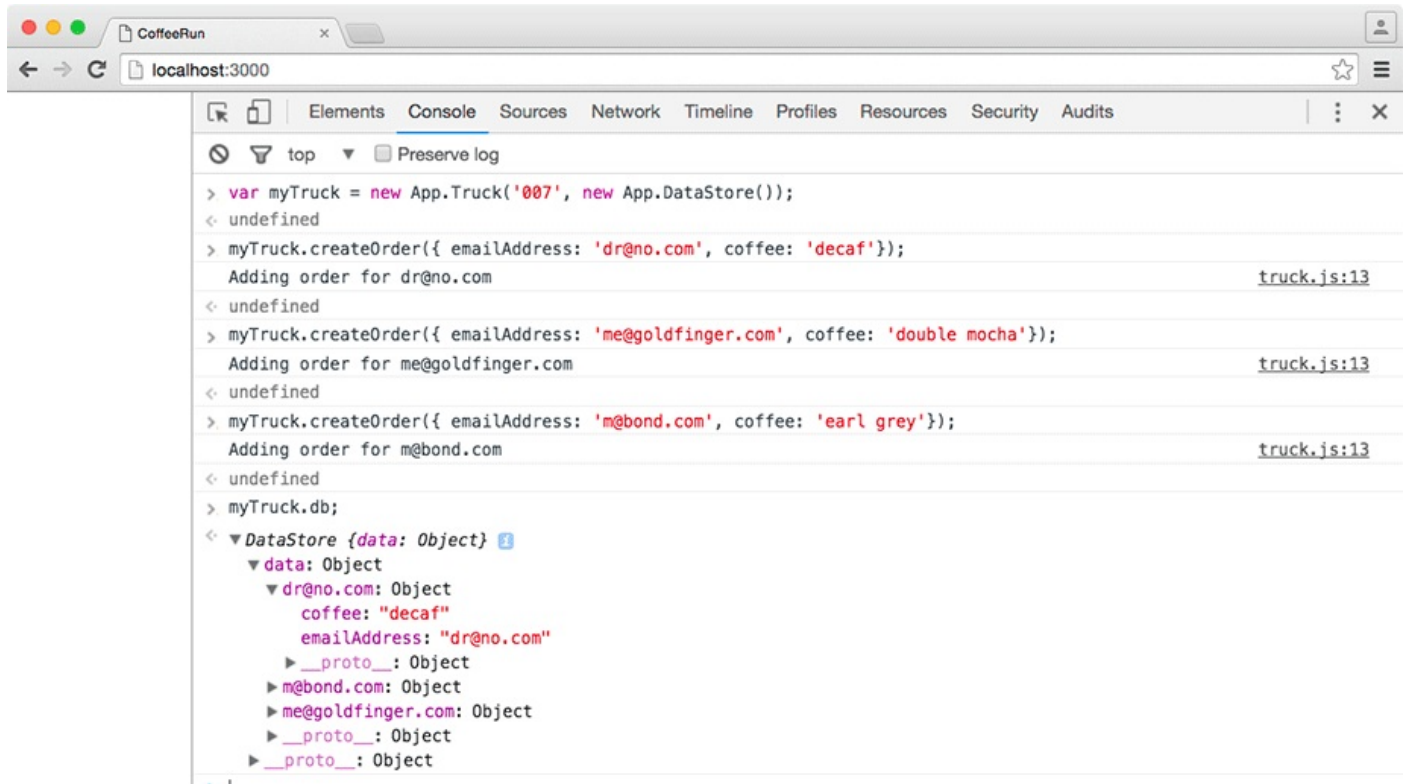 CoffeeRun
localhost:3000
Elements Console Sources Network Timeline Profiles Resources Security Audits
top Preserve log
> var myTruck = new App.Truck('007', new App.DataStore());
undefined
> myTruck.createOrder({ emailAddress: 'dr@no.com', coffee: 'decaf'});
Adding order for dr@no.com truck.js:13
undefined
> myTruck.createOrder({ emailAddress: 'me@goldfinger.com', coffee: 'double mocha'});
Adding order for me@goldfinger.com truck.js:13
undefined
> myTruck.createOrder({ emailAddress: 'm@bond.com', coffee: 'earl grey'});
Adding order for m@bond.com truck.js:13
undefined
> myTruck.db;
DataStore {data: Object}
data: Object
dr@no.com: Object
coffee: "decaf"
emailAddress: "dr@no.com"
__proto__: Object
m@bond.com: Object
me@goldfinger.com: Object
__proto__: Object
__proto__: Object